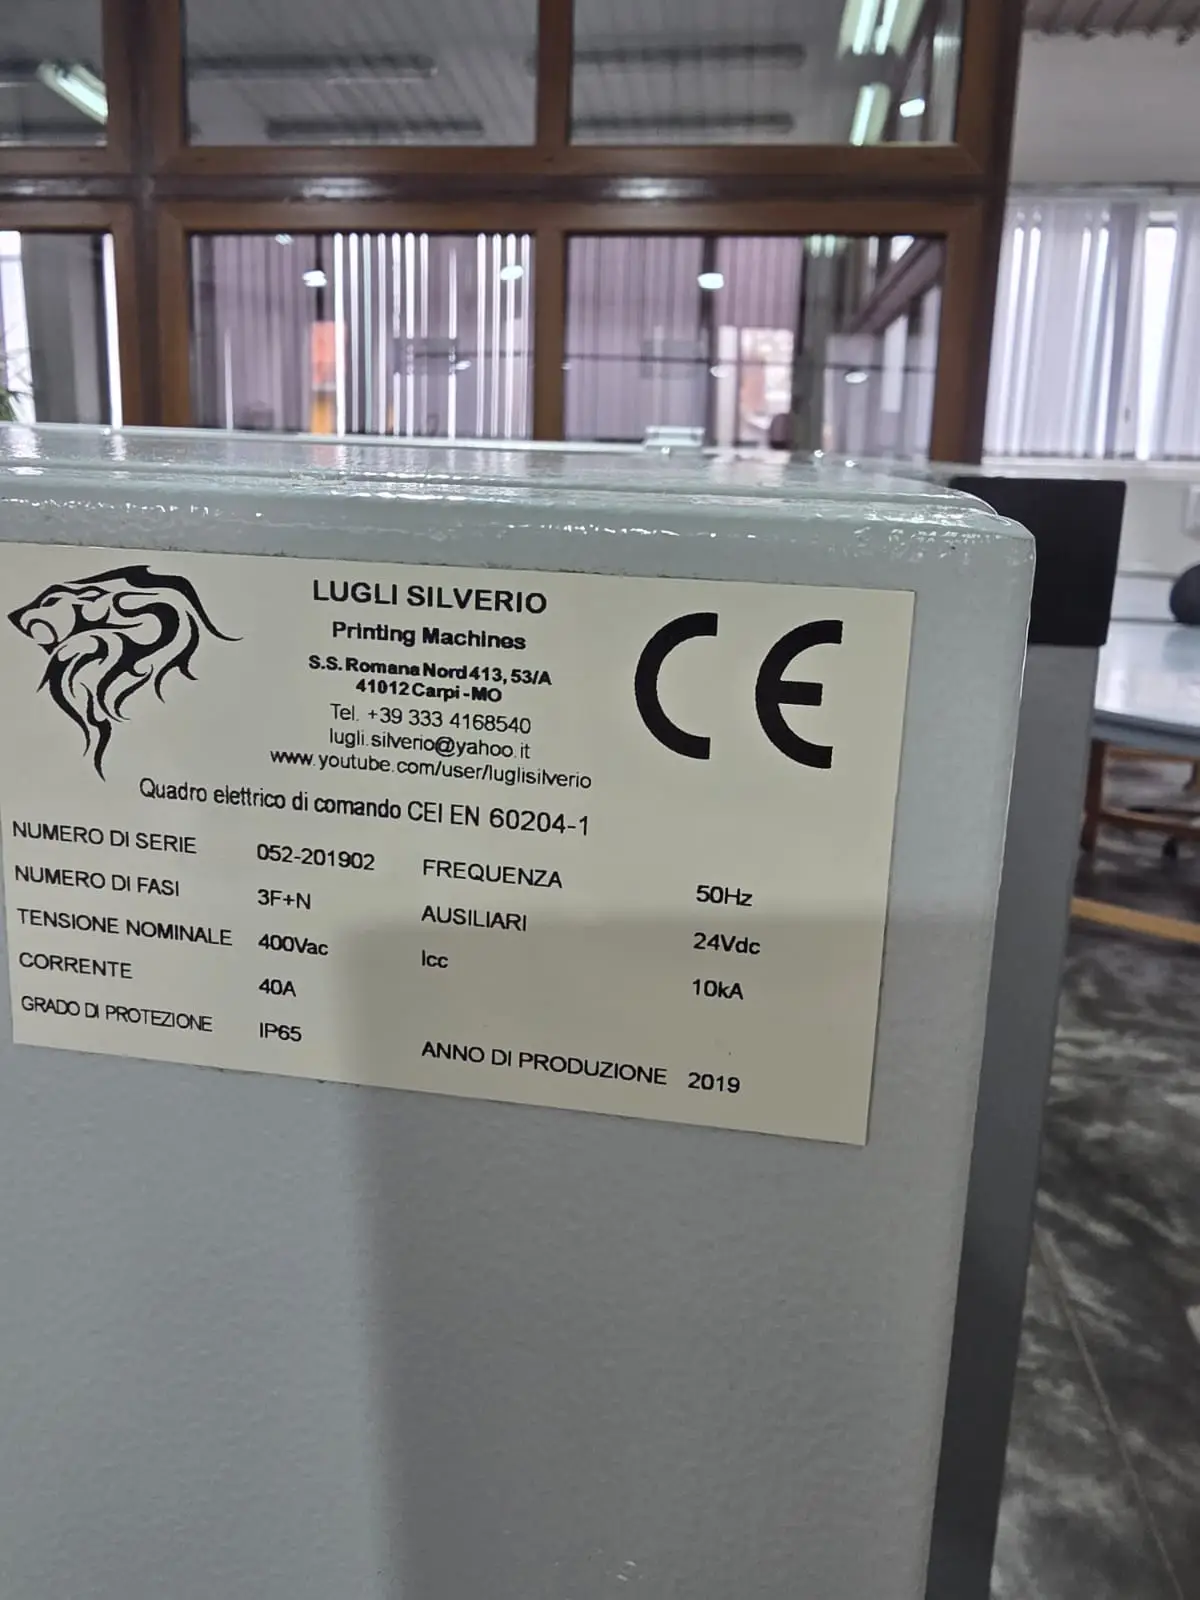 LUGLI SILVERIO
Printing Machines
S.S. Romana Nord 413, 53/A
41012 Carpi - MO
Tel. +39 333 4168540
lugli.silverio@yahoo.it
www.youtube.com/user/luglisilverio
CE
Quadro elettrico di comando CEI EN 60204-1
NUMERO DI SERIE 052-201902 FREQUENZA 50Hz
NUMERO DI FASI 3F+N AUSILIARI 24Vdc
TENSIONE NOMINALE 400Vac Icc 10kA
CORRENTE 40A
GRADO DI PROTEZIONE IP65 ANNO DI PRODUZIONE 2019